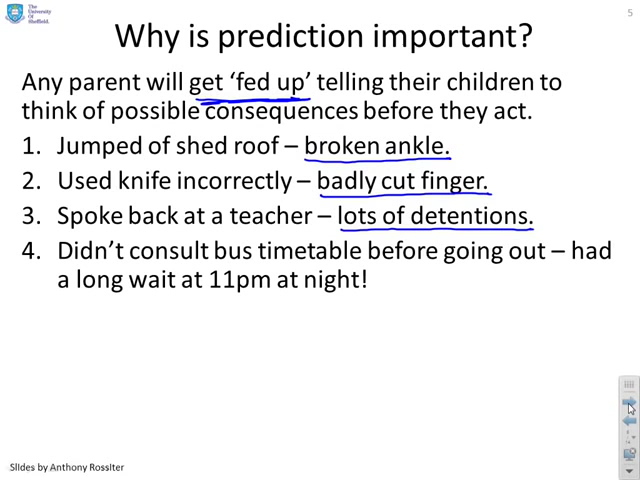 The
University
Of
Sheffield.
5
Why is prediction important?
Any parent will get ‘fed up’ telling their children to
think of possible consequences before they act.
1. Jumped of shed roof – broken ankle.
2. Used knife incorrectly – badly cut finger.
3. Spoke back at a teacher – lots of detentions.
4. Didn’t consult bus timetable before going out – had
a long wait at 11pm at night!
Slides by Anthony Rossiter